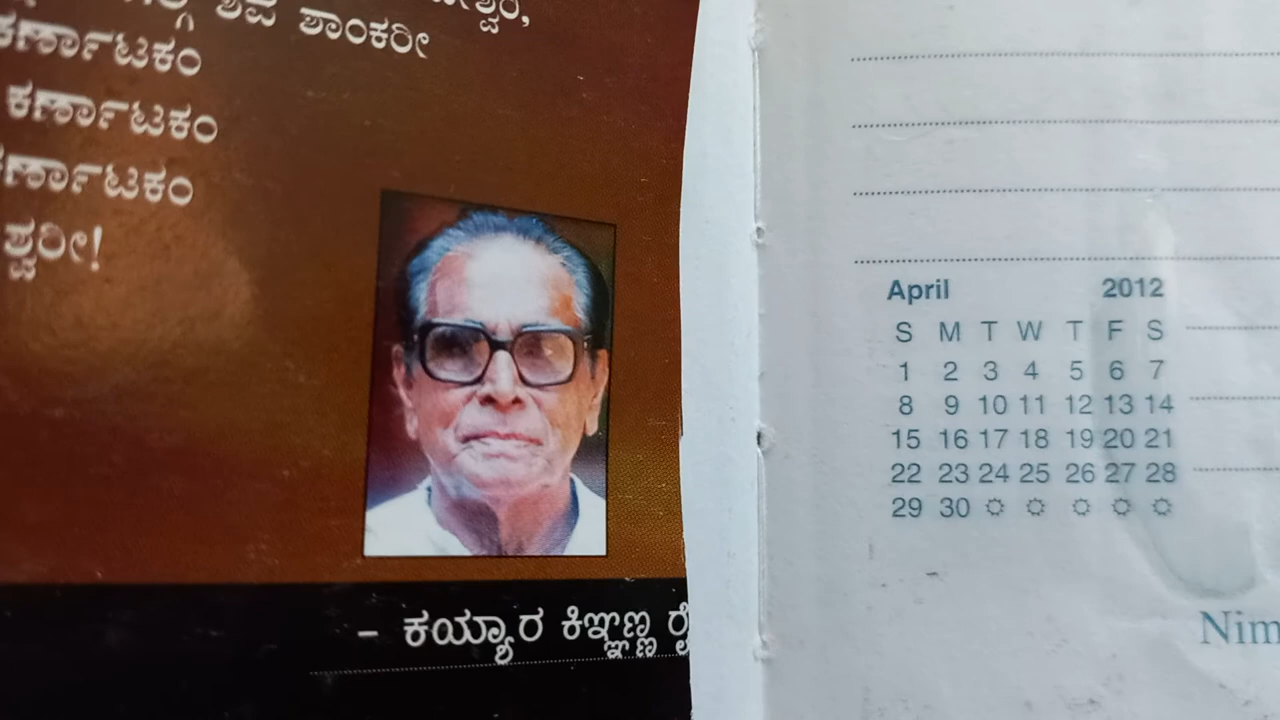 ಶಿವ ಶಾಂಕರೀ
ಕರ್ಣಾಟಕಂ
ಕರ್ಣಾಟಕಂ
ಕರ್ಣಾಟಕಂ
ಶ್ವರೀ!
- ಕಯ್ಯಾರ ಕಿಞ್ಞಣ್ಣ ರೈ
April 2012
S M T W T F S
1 2 3 4 5 6 7
8 9 10 11 12 13 14
15 16 17 18 19 20 21
22 23 24 25 26 27 28
29 30
Nim